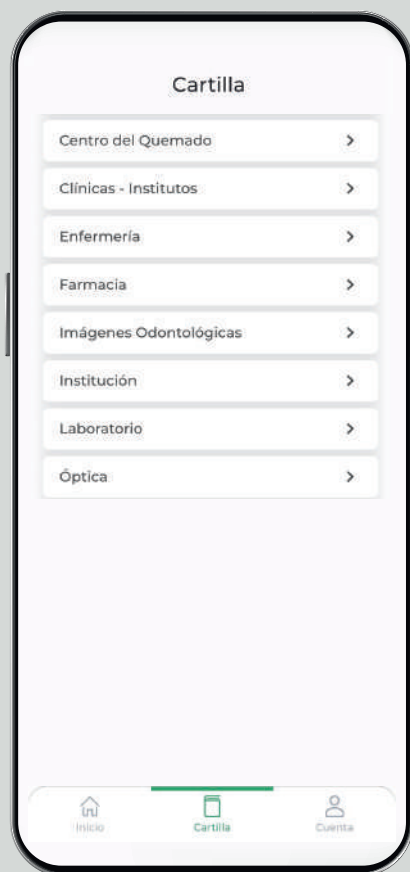 Cartilla
Centro del Quemado
Clínicas - Institutos
Enfermería
Farmacia
Imágenes Odontológicas
Institución
Laboratorio
Óptica
Inicio
Cartilla
Cuenta